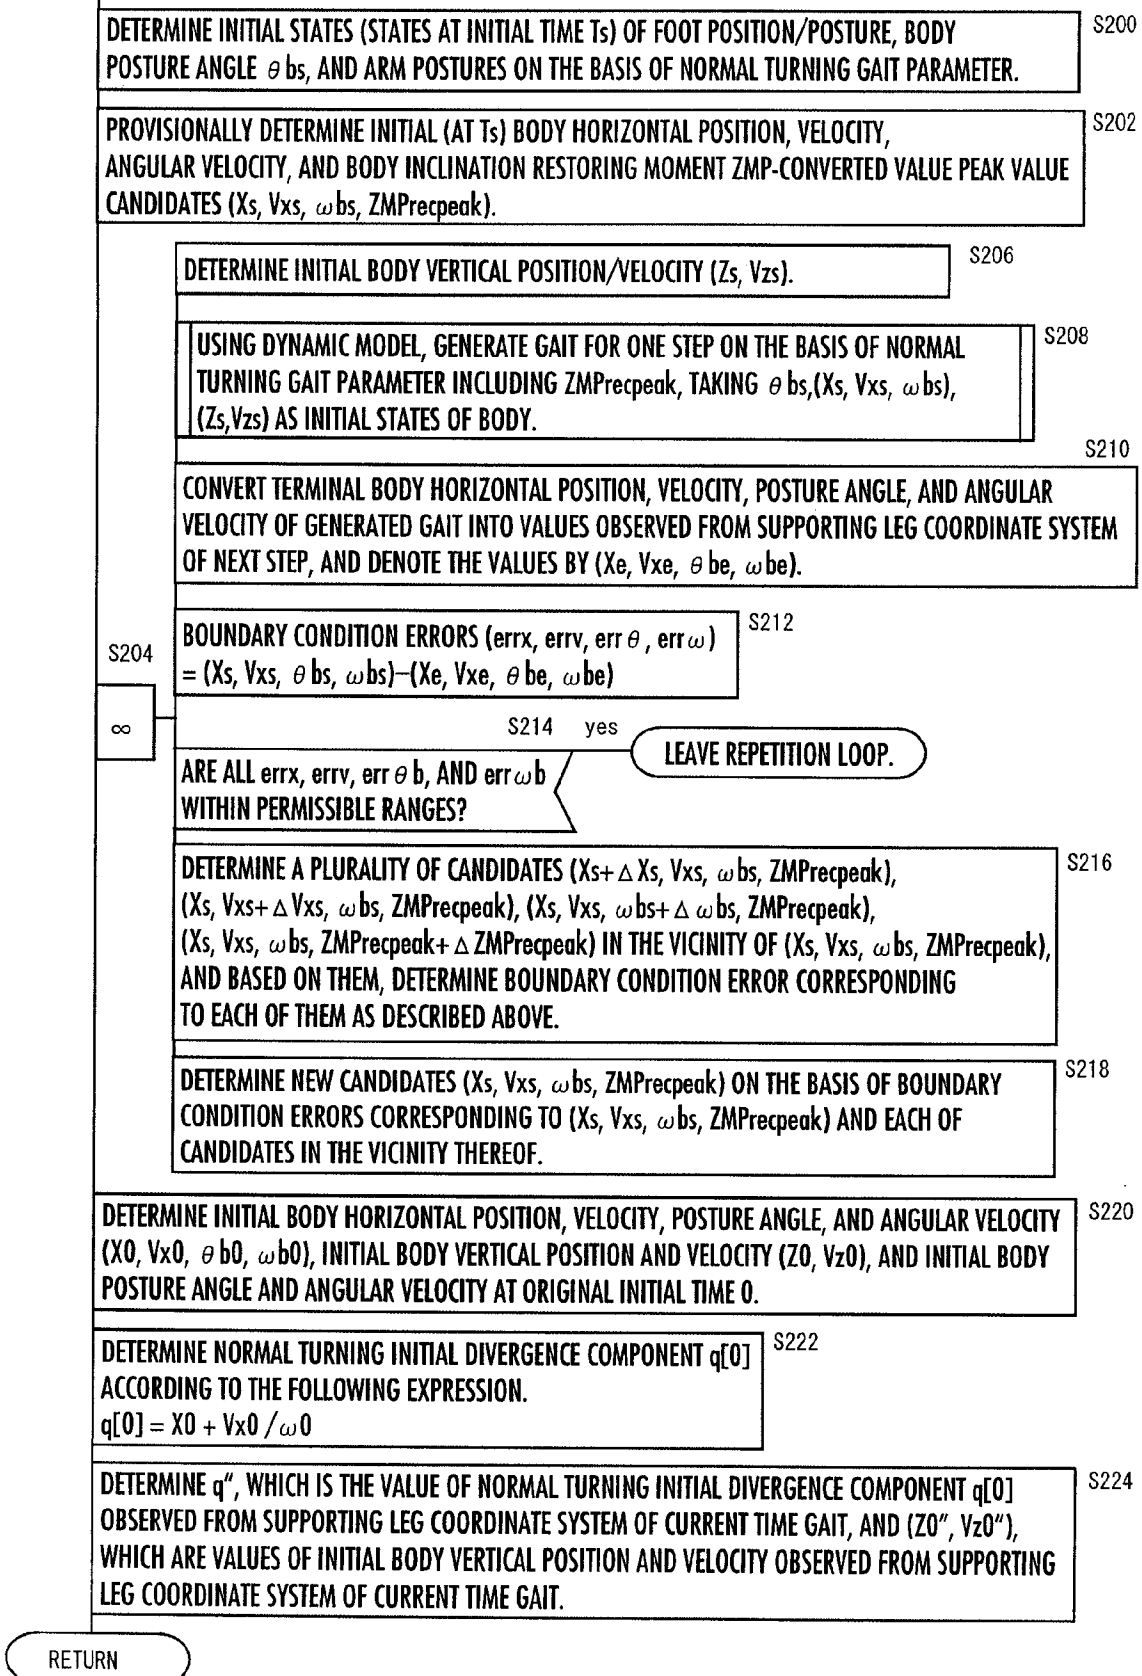 DETERMINE INITIAL STATES (STATES AT INITIAL TIME Ts) OF FOOT POSITION/POSTURE, BODY
POSTURE ANGLE θbs, AND ARM POSTURES ON THE BASIS OF NORMAL TURNING GAIT PARAMETER.
S200
PROVISIONALLY DETERMINE INITIAL (AT Ts) BODY HORIZONTAL POSITION, VELOCITY,
ANGULAR VELOCITY, AND BODY INCLINATION RESTORING MOMENT ZMP-CONVERTED VALUE PEAK VALUE
CANDIDATES (Xs, Vxs, ωbs, ZMPrecpeak).
S202
S206
DETERMINE INITIAL BODY VERTICAL POSITION/VELOCITY (Zs, Vzs).
USING DYNAMIC MODEL, GENERATE GAIT FOR ONE STEP ON THE BASIS OF NORMAL
TURNING GAIT PARAMETER INCLUDING ZMPrecpeak, TAKING θbs,(Xs, Vxs, ωbs),
(Zs,Vzs) AS INITIAL STATES OF BODY.
S208
S210
CONVERT TERMINAL BODY HORIZONTAL POSITION, VELOCITY, POSTURE ANGLE, AND ANGULAR
VELOCITY OF GENERATED GAIT INTO VALUES OBSERVED FROM SUPPORTING LEG COORDINATE SYSTEM
OF NEXT STEP, AND DENOTE THE VALUES BY (Xe, Vxe, θbe, ωbe).
BOUNDARY CONDITION ERRORS (errx, errv, errθ, errω)
= (Xs, Vxs, θbs, ωbs)-(Xe, Vxe, θbe, ωbe)
S212
S204
∞
S214 yes
LEAVE REPETITION LOOP.
ARE ALL errx, errv, errθb, AND errωb
WITHIN PERMISSIBLE RANGES?
DETERMINE A PLURALITY OF CANDIDATES (Xs+ΔXs, Vxs, ωbs, ZMPrecpeak),
(Xs, Vxs+ΔVxs, ωbs, ZMPrecpeak), (Xs, Vxs, ωbs+Δωbs, ZMPrecpeak),
(Xs, Vxs, ωbs, ZMPrecpeak+ΔZMPrecpeak) IN THE VICINITY OF (Xs, Vxs, ωbs, ZMPrecpeak),
AND BASED ON THEM, DETERMINE BOUNDARY CONDITION ERROR CORRESPONDING
TO EACH OF THEM AS DESCRIBED ABOVE.
S216
DETERMINE NEW CANDIDATES (Xs, Vxs, ωbs, ZMPrecpeak) ON THE BASIS OF BOUNDARY
CONDITION ERRORS CORRESPONDING TO (Xs, Vxs, ωbs, ZMPrecpeak) AND EACH OF
CANDIDATES IN THE VICINITY THEREOF.
S218
DETERMINE INITIAL BODY HORIZONTAL POSITION, VELOCITY, POSTURE ANGLE, AND ANGULAR VELOCITY
(X0, Vx0, θb0, ωb0), INITIAL BODY VERTICAL POSITION AND VELOCITY (Z0, Vz0), AND INITIAL BODY
POSTURE ANGLE AND ANGULAR VELOCITY AT ORIGINAL INITIAL TIME 0.
S220
DETERMINE NORMAL TURNING INITIAL DIVERGENCE COMPONENT q[0]
ACCORDING TO THE FOLLOWING EXPRESSION.
q[0] = X0 + Vx0 /ω0
S222
DETERMINE q", WHICH IS THE VALUE OF NORMAL TURNING INITIAL DIVERGENCE COMPONENT q[0]
OBSERVED FROM SUPPORTING LEG COORDINATE SYSTEM OF CURRENT TIME GAIT, AND (Z0", Vz0"),
WHICH ARE VALUES OF INITIAL BODY VERTICAL POSITION AND VELOCITY OBSERVED FROM SUPPORTING
LEG COORDINATE SYSTEM OF CURRENT TIME GAIT.
S224
RETURN